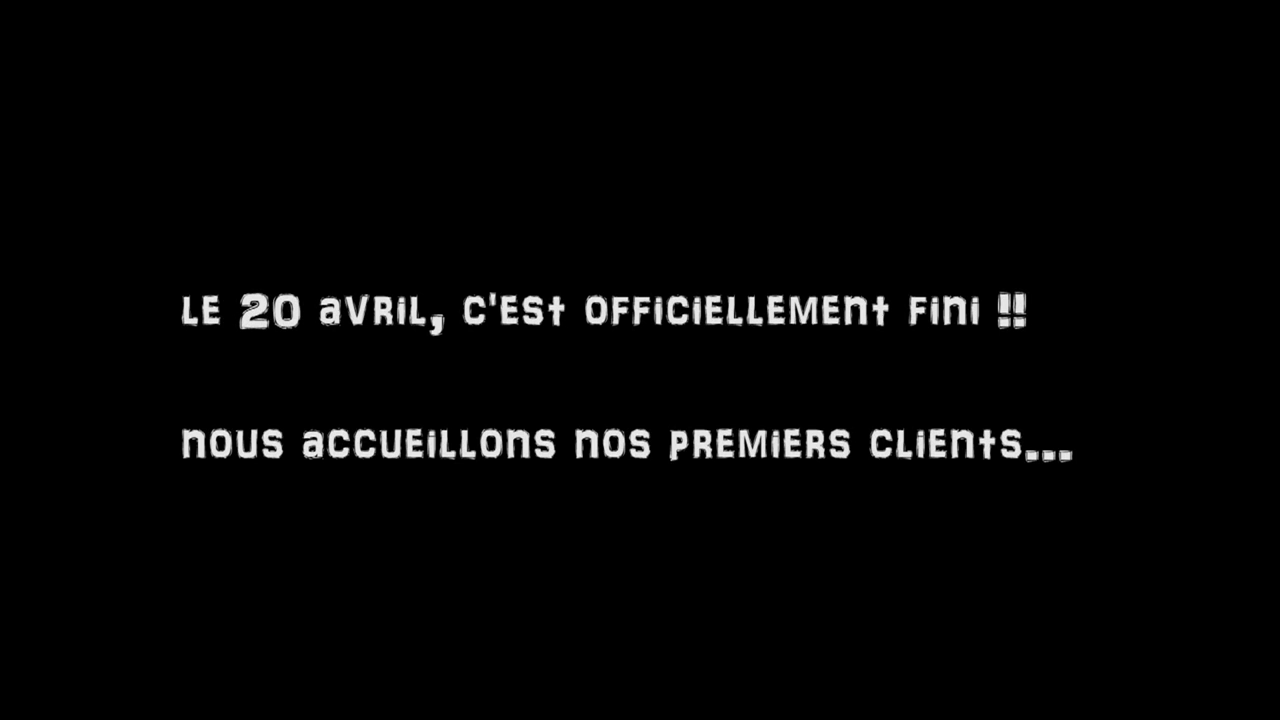 Le 20 avril, c'est officiellement fini !!
Nous accueillons nos premiers clients...